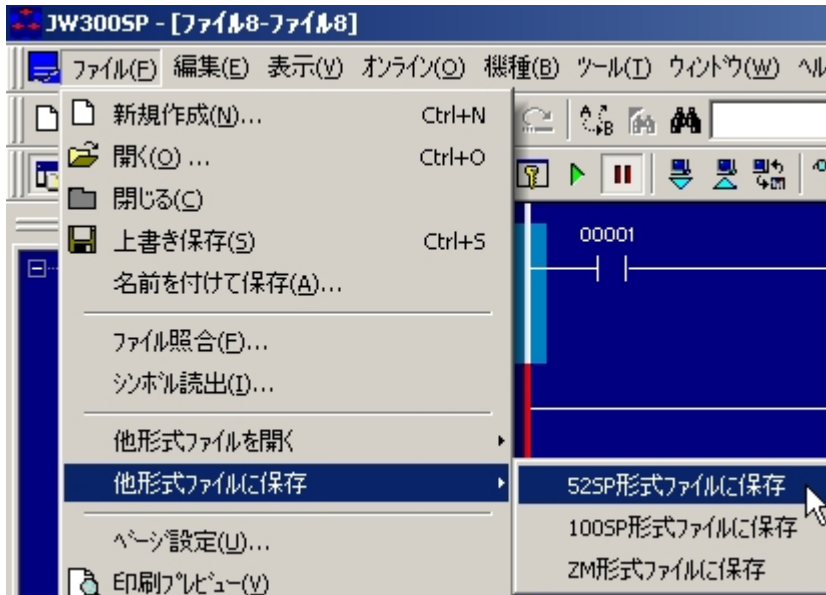 JW300SP - [ファイル8-ファイル8]
ファイル(F) 編集(E) 表示(V) オンライン(O) 機種(B) ツール(T) ウィンドウ(W) ヘル
新規作成(N)... Ctrl+N
開く(O) ... Ctrl+O
閉じる(C)
上書き保存(S) Ctrl+S
名前を付けて保存(A)...
ファイル照合(F)...
シンボル読出(I)...
他形式ファイルを開く
他形式ファイルに保存
52SP形式ファイルに保存
100SP形式ファイルに保存
ZM形式ファイルに保存
ページ設定(U)...
印刷プレビュー(V)
00001